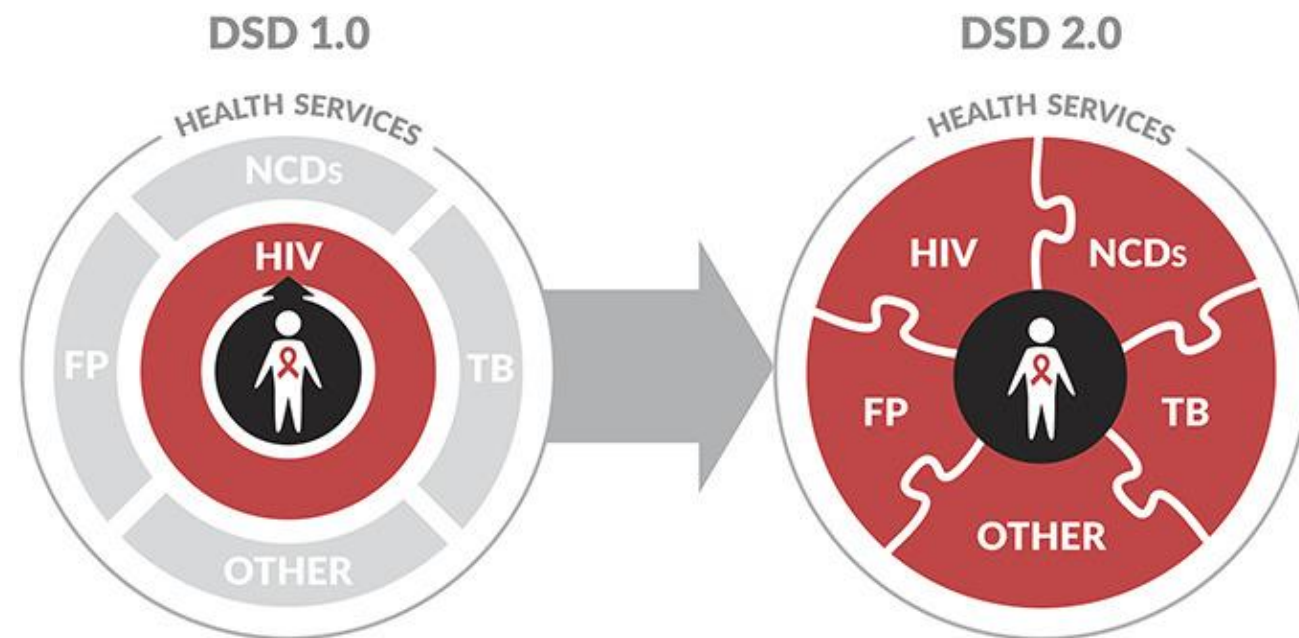 DSD 1.0
HEALTH SERVICES
NCDs
HIV
FP
TB
OTHER
DSD 2.0
HEALTH SERVICES
HIV
NCDs
FP
TB
OTHER